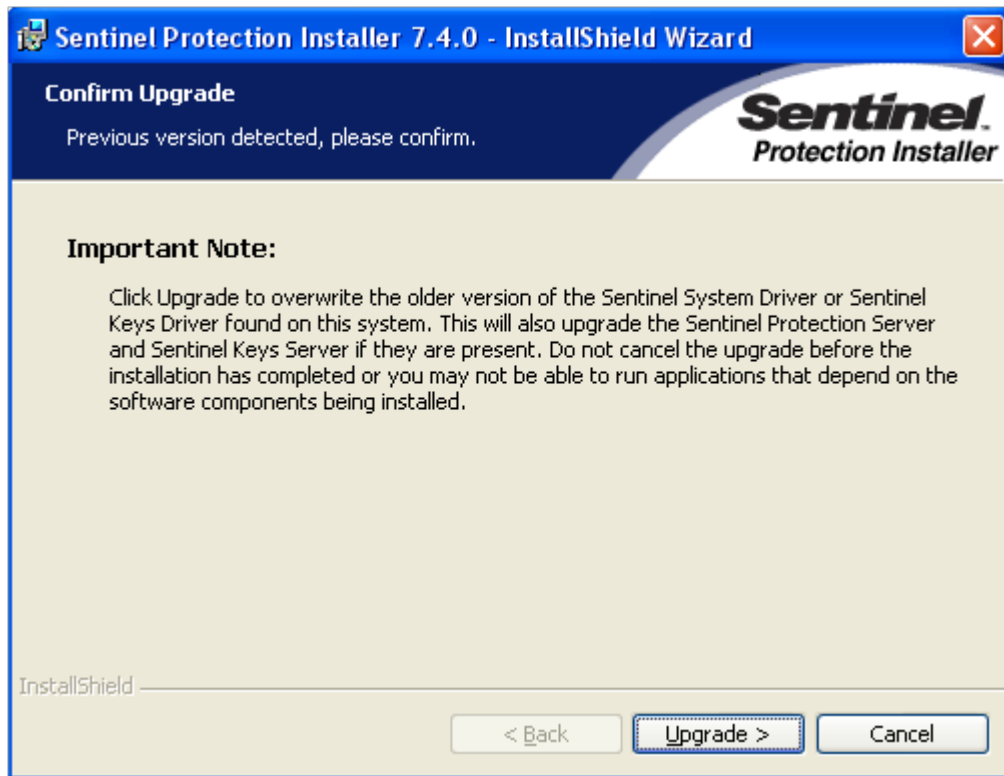 Sentinel Protection Installer 7.4.0 - InstallShield Wizard
Confirm Upgrade
Previous version detected, please confirm.
Sentinel™
Protection Installer
Important Note:
Click Upgrade to overwrite the older version of the Sentinel System Driver or Sentinel
Keys Driver found on this system. This will also upgrade the Sentinel Protection Server
and Sentinel Keys Server if they are present. Do not cancel the upgrade before the
installation has completed or you may not be able to run applications that depend on the
software components being installed.
InstallShield
< Back
Upgrade >
Cancel